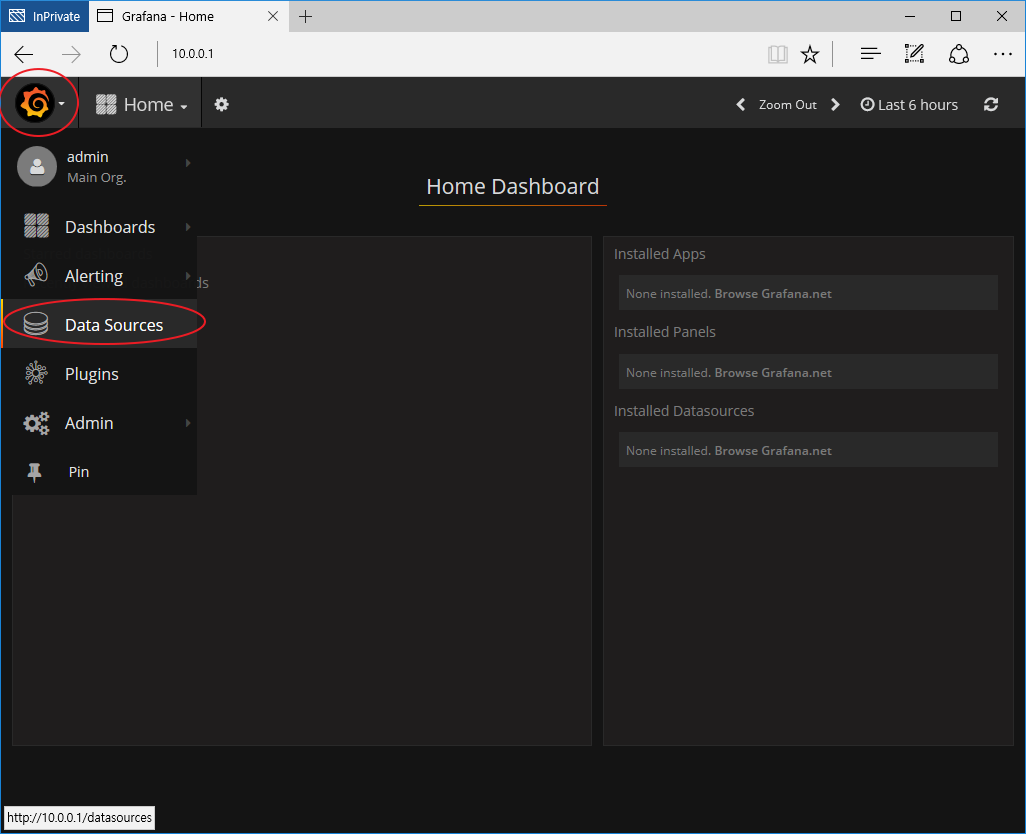 InPrivate
Grafana - Home
10.0.0.1
Home
Zoom Out
Last 6 hours
admin
Main Org.
Dashboards
Alerting
Data Sources
Plugins
Admin
Pin
Home Dashboard
ds
Installed Apps
None installed. Browse Grafana.net
Installed Panels
None installed. Browse Grafana.net
Installed Datasources
None installed. Browse Grafana.net
http://10.0.0.1/datasources